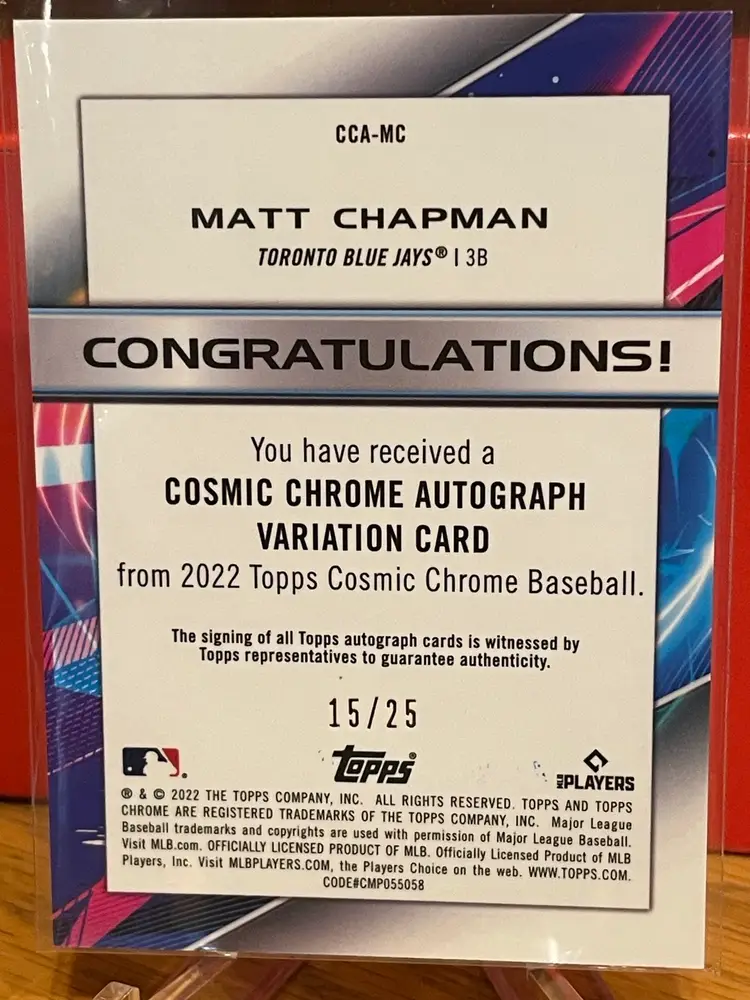 CCA-MC
MATT CHAPMAN
TORONTO BLUE JAYS® | 3B
CONGRATULATIONS!
You have received a
COSMIC CHROME AUTOGRAPH
VARIATION CARD
from 2022 Topps Cosmic Chrome Baseball.
The signing of all Topps autograph cards is witnessed by
Topps representatives to guarantee authenticity.
15/25
topps®
MLB PLAYERS
® & © 2022 THE TOPPS COMPANY, INC. ALL RIGHTS RESERVED. TOPPS AND TOPPS
CHROME ARE REGISTERED TRADEMARKS OF THE TOPPS COMPANY, INC. Major League
Baseball trademarks and copyrights are used with permission of Major League Baseball.
Visit MLB.com. OFFICIALLY LICENSED PRODUCT OF MLB. Officially Licensed Product of MLB
Players, Inc. Visit MLBPLAYERS.COM, the Players Choice on the web. WWW.TOPPS.COM.
CODE#CMP055058